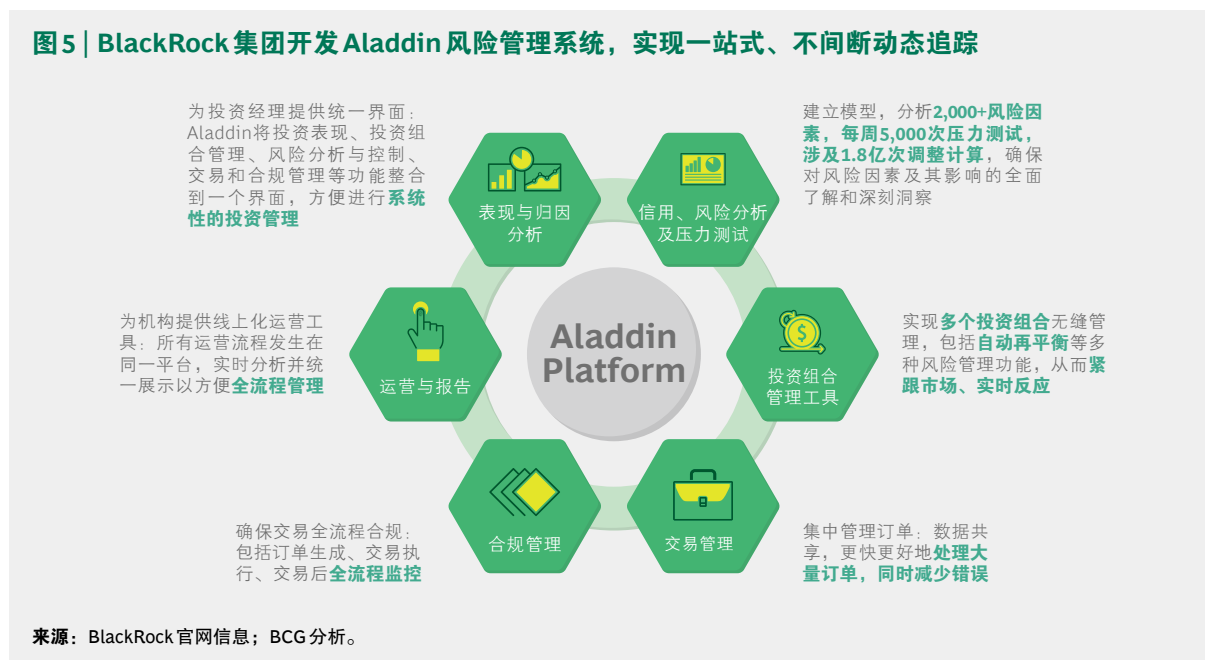 图5 | BlackRock集团开发Aladdin风险管理系统，实现一站式、不间断动态追踪
为投资经理提供统一界面：
Aladdin将投资表现、投资组
合管理、风险分析与控制、
交易和合规管理等功能整合
到一个界面，方便进行系统
性的投资管理
表现与归因
分析
信用、风险分析
及压力测试
建立模型，分析2,000+风险因
素，每周5,000次压力测试，
涉及1.8亿次调整计算，确保
对风险因素及其影响的全面
了解和深刻洞察
为机构提供线上化运营工
具：所有运营流程发生在
同一平台，实时分析并统
一展示以方便全流程管理
运营与报告
Aladdin
Platform
投资组合
管理工具
实现多个投资组合无缝管
理，包括自动再平衡等多
种风险管理功能，从而紧
跟市场、实时反应
确保交易全流程合规：
包括订单生成、交易执
行、交易后全流程监控
合规管理
交易管理
集中管理订单：数据共
享，更快更好地处理大
量订单，同时减少错误
来源：BlackRock官网信息；BCG分析。